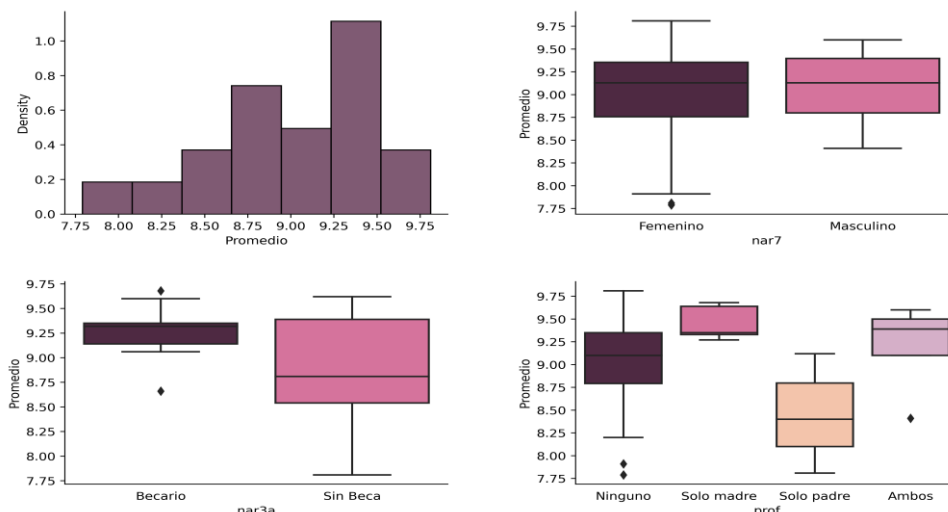 1.0
0.8
0.6
0.4
0.2
0.0
Density
7.75 8.00 8.25 8.50 8.75 9.00 9.25 9.50 9.75
Promedio
9.75
9.50
9.25
9.00
8.75
8.50
8.25
8.00
7.75
Promedio
Femenino Masculino
nar7
9.75
9.50
9.25
9.00
8.75
8.50
8.25
8.00
7.75
Promedio
Becario Sin Beca
nar3a
9.75
9.50
9.25
9.00
8.75
8.50
8.25
8.00
7.75
Promedio
Ninguno Solo madre Solo padre Ambos
prof